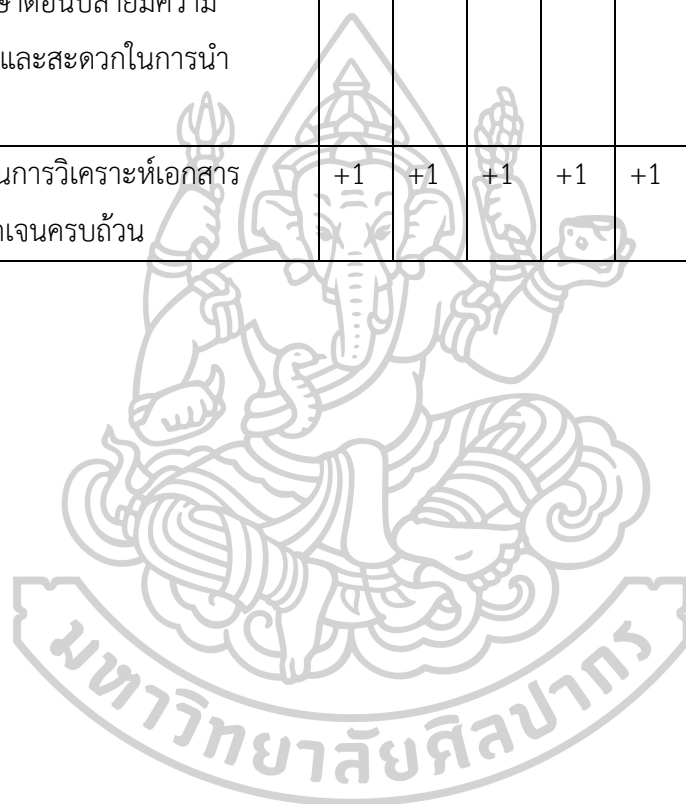 ษาตอนปลายมีความ
และสะดวกในการนำ
นการวิเคราะห์เอกสาร +1 +1 +1 +1 +1
เจนครบถ้วน
มหาวิทยาลัยศิลปากร